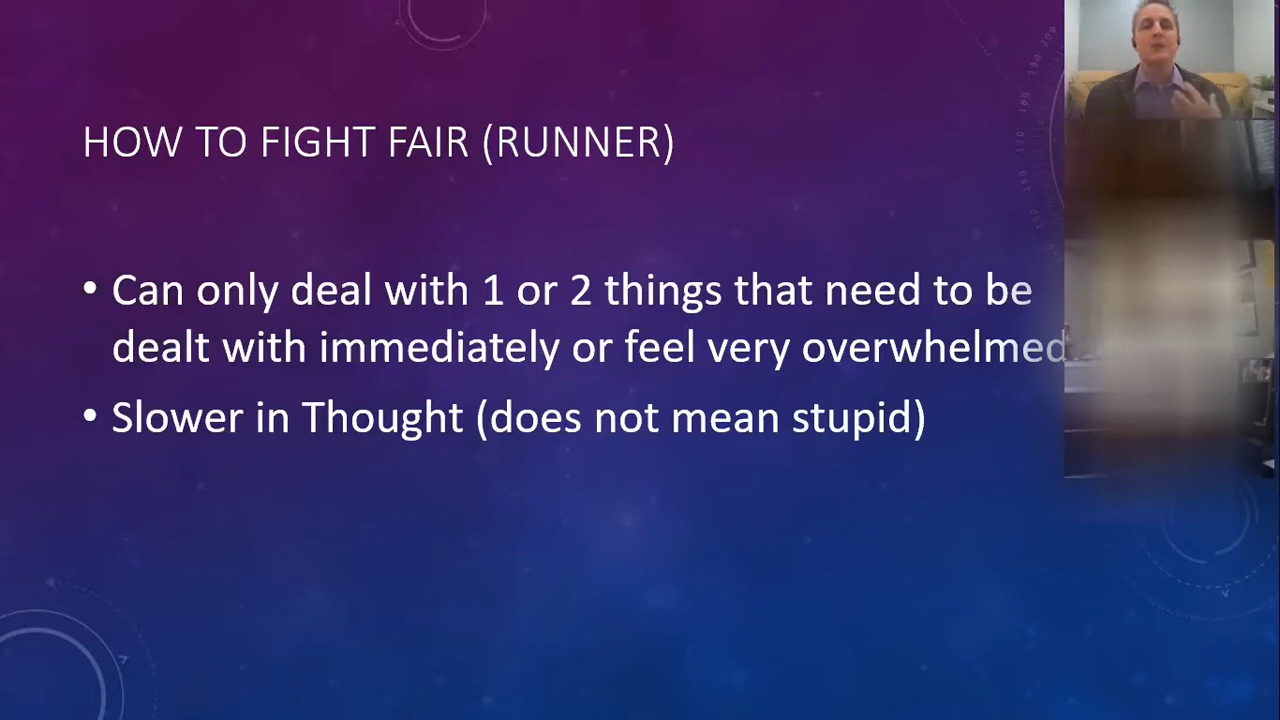 HOW TO FIGHT FAIR (RUNNER)
• Can only deal with 1 or 2 things that need to be
dealt with immediately or feel very overwhelmed
• Slower in Thought (does not mean stupid)